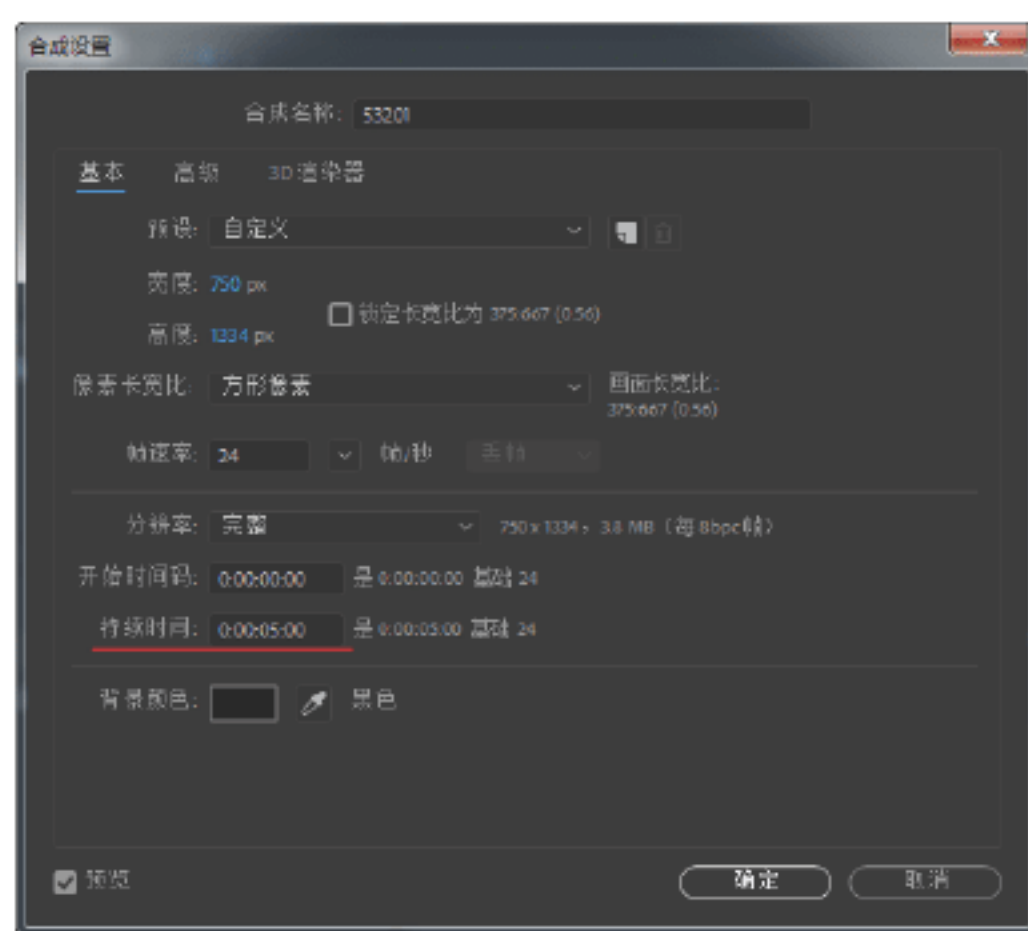 合成设置
合成名称: 53201
基本 高级 3D 渲染器
预设: 自定义
宽度: 750 px
锁定长宽比为 375:667 (0.56)
高度: 1334 px
像素长宽比: 方形像素 画面长宽比:
375:667 (0.56)
帧速率: 24 帧/秒 丢帧
分辨率: 完整 750 x 1334，3.8 MB（每 8bpc帧）
开始时间码: 0:00:00:00 是 0:00:00:00 基础 24
持续时间: 0:00:05:00 是 0:00:05:00 基础 24
背景颜色: 黑色
预览 确定 取消